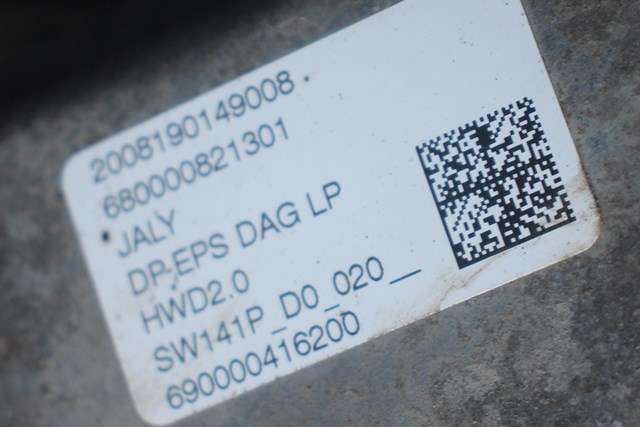 2008190149008
680000821301
JALY
DP-EPS DAG LP
HWD2.0
SW141P_D0_020__
690000416200